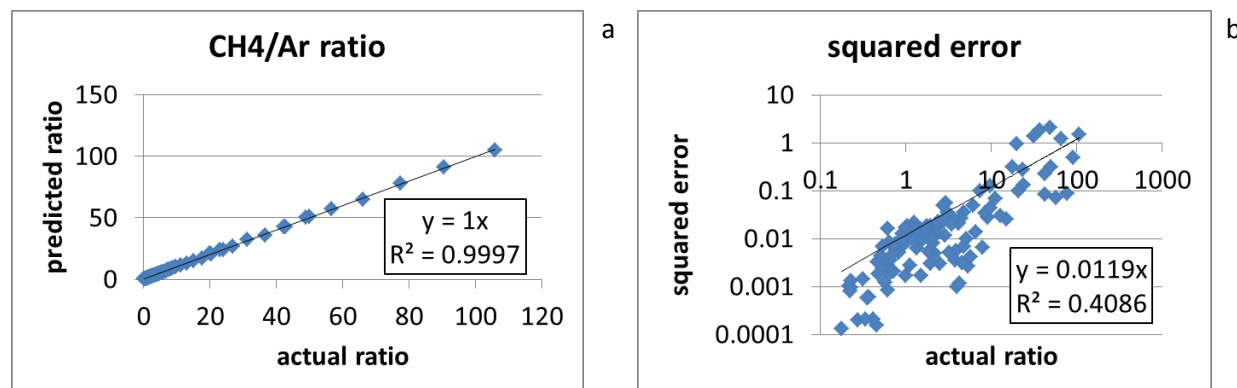 CH4/Ar ratio
a
predicted ratio
150
100
50
0
0 20 40 60 80 100 120
y = 1x
R² = 0.9997
actual ratio
squared error
b
squared error
10
1
0.1
0.01
0.001
0.0001
0.1 1 10 100 1000
y = 0.0119x
R² = 0.4086
actual ratio